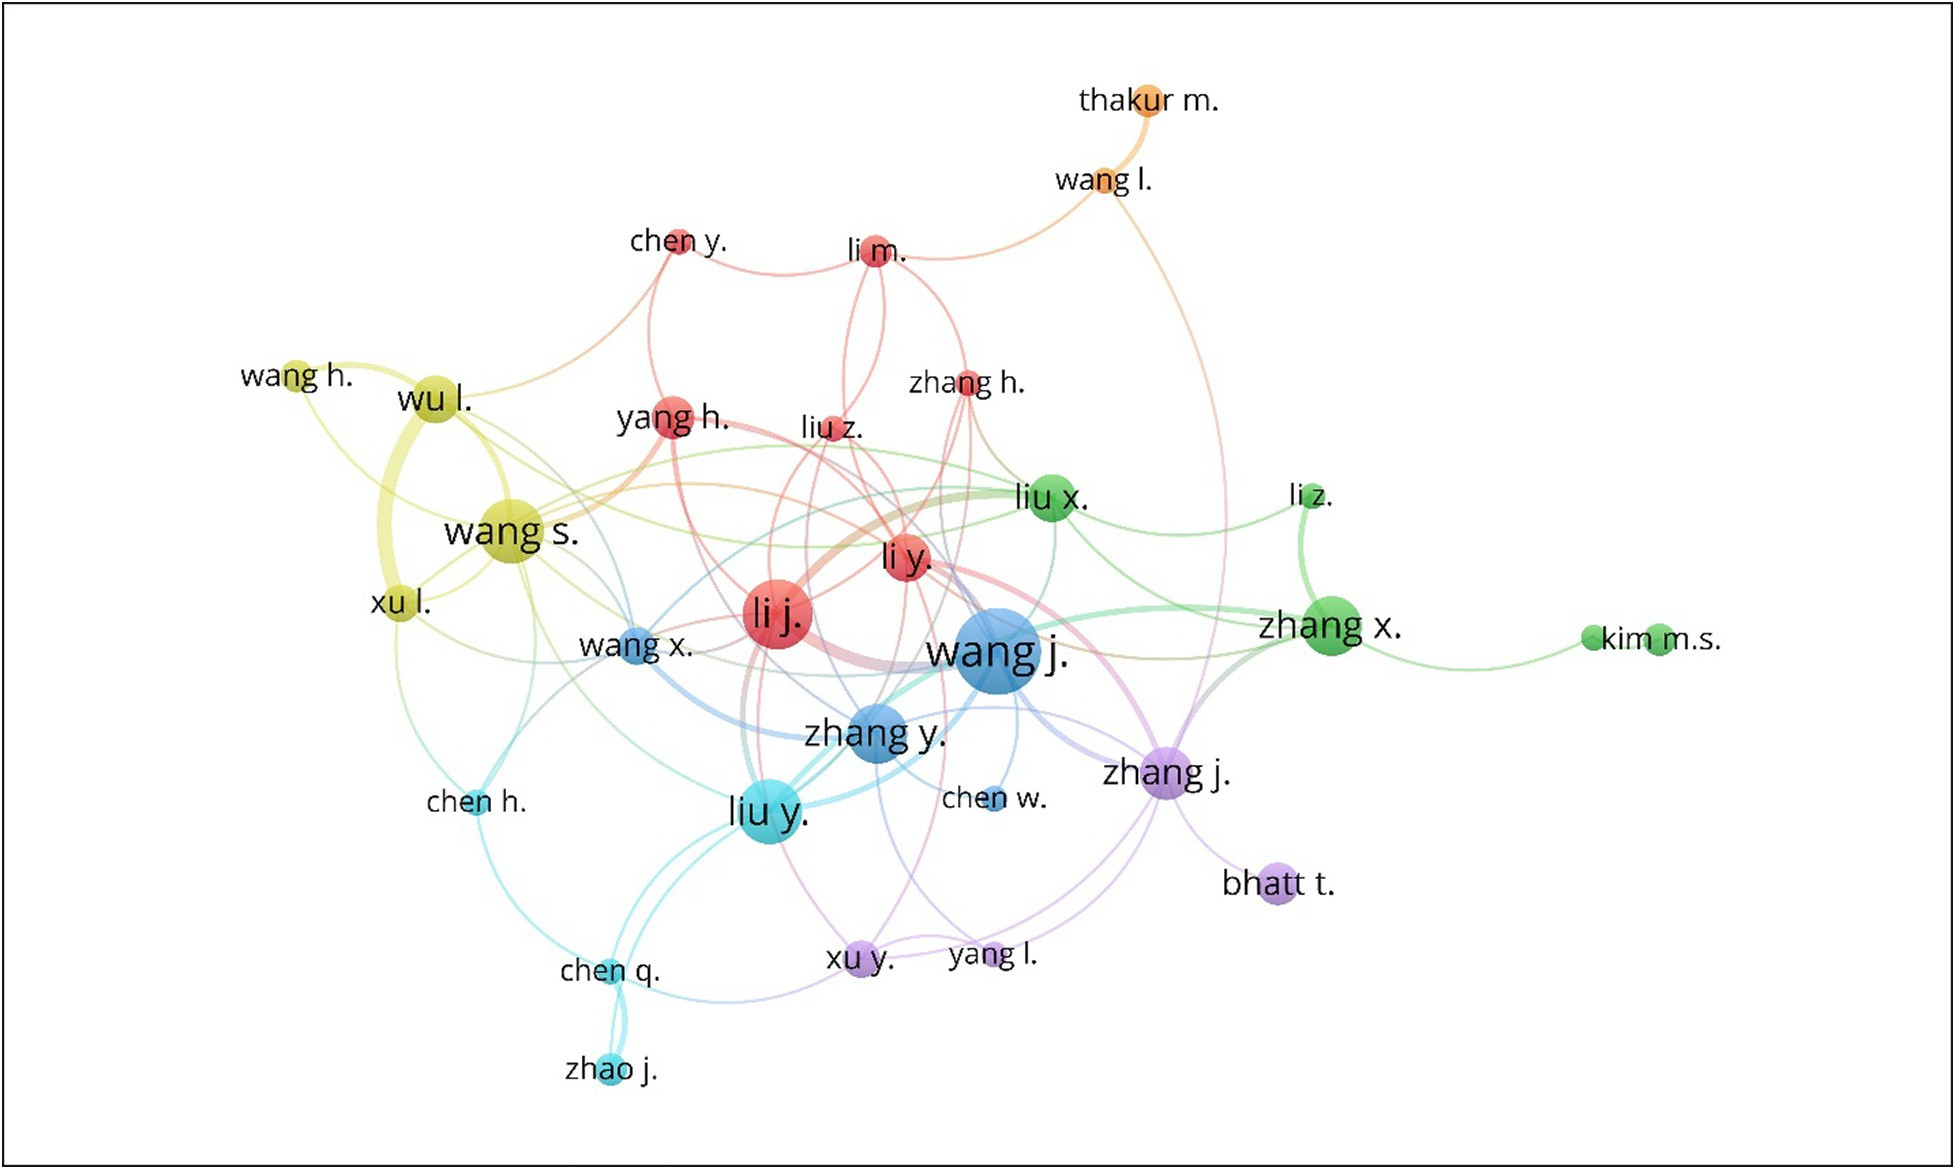 thakur m.
wang l.
chen y.
li m.
wang h.
wu l.
yang h.
liu z.
zhang h.
liu x.
li z.
wang s.
li y.
xu l.
li j.
wang x.
wang j.
zhang x.
kim m.s.
zhang y.
zhang j.
chen h.
liu y.
chen w.
bhatt t.
xu y.
yang l.
chen q.
zhao j.